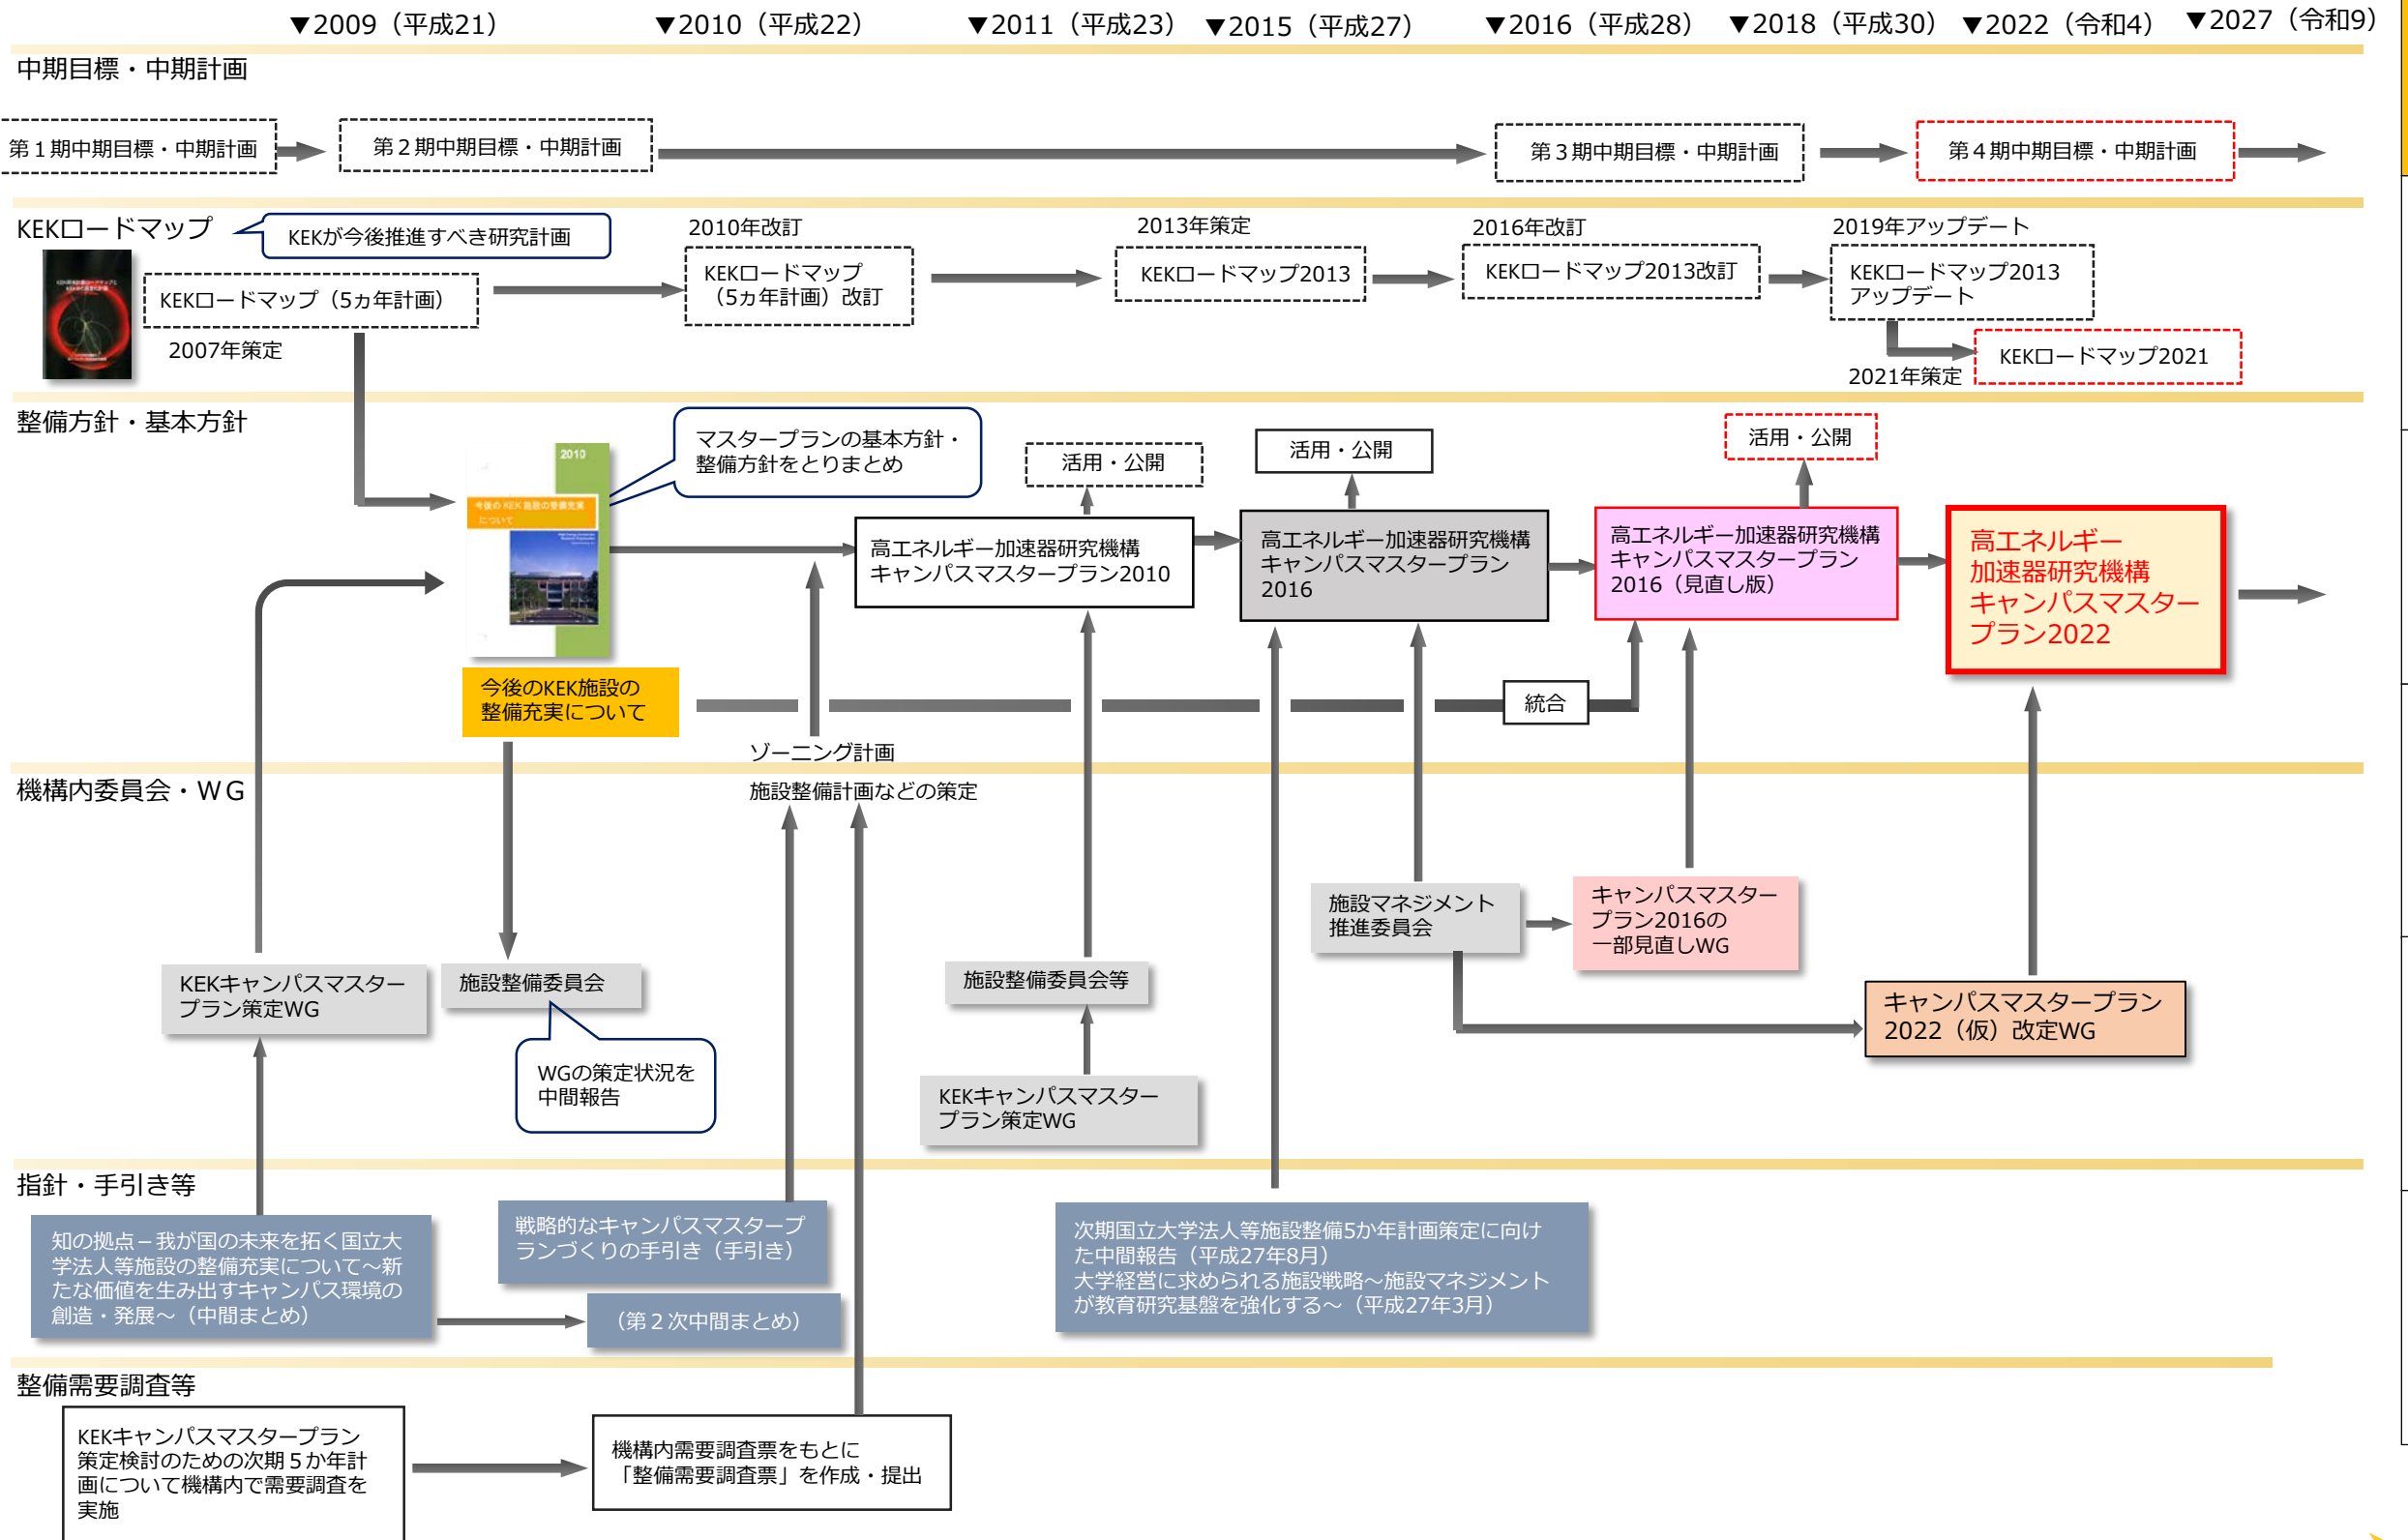 ▼2009（平成21）
▼2010（平成22）
▼2011（平成23）
▼2015（平成27）
▼2016（平成28）
▼2018（平成30）
▼2022（令和4）
▼2027（令和9）
中期目標・中期計画
第１期中期目標・中期計画
第２期中期目標・中期計画
第３期中期目標・中期計画
第４期中期目標・中期計画
KEKロードマップ
KEKが今後推進すべき研究計画
2010年改訂
2013年策定
2016年改訂
2019年アップデート
KEKロードマップ（5ヵ年計画）
2007年策定
KEKロードマップ
（5ヵ年計画）改訂
KEKロードマップ2013
KEKロードマップ2013改訂
KEKロードマップ2013
アップデート
KEKロードマップ2021
2021年策定
整備方針・基本方針
2010
今後の KEK 施設の整備充実
について
マスタープランの基本方針・
整備方針をとりまとめ
活用・公開
活用・公開
活用・公開
高エネルギー加速器研究機構
キャンパスマスタープラン2010
高エネルギー加速器研究機構
キャンパスマスタープラン
2016
高エネルギー加速器研究機構
キャンパスマスタープラン
2016（見直し版）
高エネルギー
加速器研究機構
キャンパスマスター
プラン2022
今後のKEK施設の
整備充実について
統合
ゾーニング計画
施設整備計画などの策定
機構内委員会・ＷＧ
KEKキャンパスマスター
プラン策定WG
施設整備委員会
WGの策定状況を
中間報告
施設整備委員会等
KEKキャンパスマスター
プラン策定WG
施設マネジメント
推進委員会
キャンパスマスター
プラン2016の
一部見直しWG
キャンパスマスタープラン
2022（仮）改定WG
指針・手引き等
知の拠点－我が国の未来を拓く国立大
学法人等施設の整備充実について～新
たな価値を生み出すキャンパス環境の
創造・発展～（中間まとめ）
戦略的なキャンパスマスタープ
ランづくりの手引き（手引き）
（第２次中間まとめ）
次期国立大学法人等施設整備5か年計画策定に向け
た中間報告（平成27年8月）
大学経営に求められる施設戦略～施設マネジメント
が教育研究基盤を強化する～（平成27年3月）
整備需要調査等
KEKキャンパスマスタープラン
策定検討のための次期５か年計
画について機構内で需要調査を
実施
機構内需要調査票をもとに
「整備需要調査票」を作成・提出